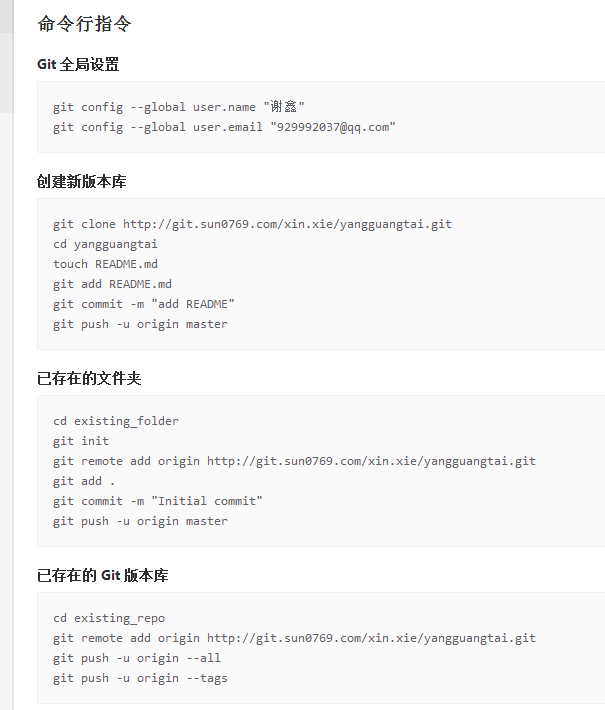 命令行指令
Git 全局设置
git config --global user.name "谢鑫"
git config --global user.email "929992037@qq.com"
创建新版本库
git clone http://git.sun0769.com/xin.xie/yangguangtai.git
cd yangguangtai
touch README.md
git add README.md
git commit -m "add README"
git push -u origin master
已存在的文件夹
cd existing_folder
git init
git remote add origin http://git.sun0769.com/xin.xie/yangguangtai.git
git add .
git commit -m "Initial commit"
git push -u origin master
已存在的 Git 版本库
cd existing_repo
git remote add origin http://git.sun0769.com/xin.xie/yangguangtai.git
git push -u origin --all
git push -u origin --tags